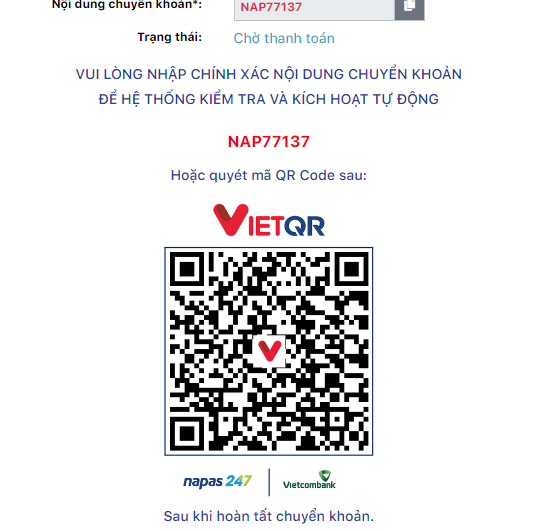 Nội dung chuyển khoản*:
NAP77137
Trạng thái:
Chờ thanh toán
VUI LÒNG NHẬP CHÍNH XÁC NỘI DUNG CHUYỂN KHOẢN
ĐỂ HỆ THỐNG KIỂM TRA VÀ KÍCH HOẠT TỰ ĐỘNG
NAP77137
Hoặc quyét mã QR Code sau:
VIETQR
napas 247
Vietcombank
Sau khi hoàn tất chuyển khoản.